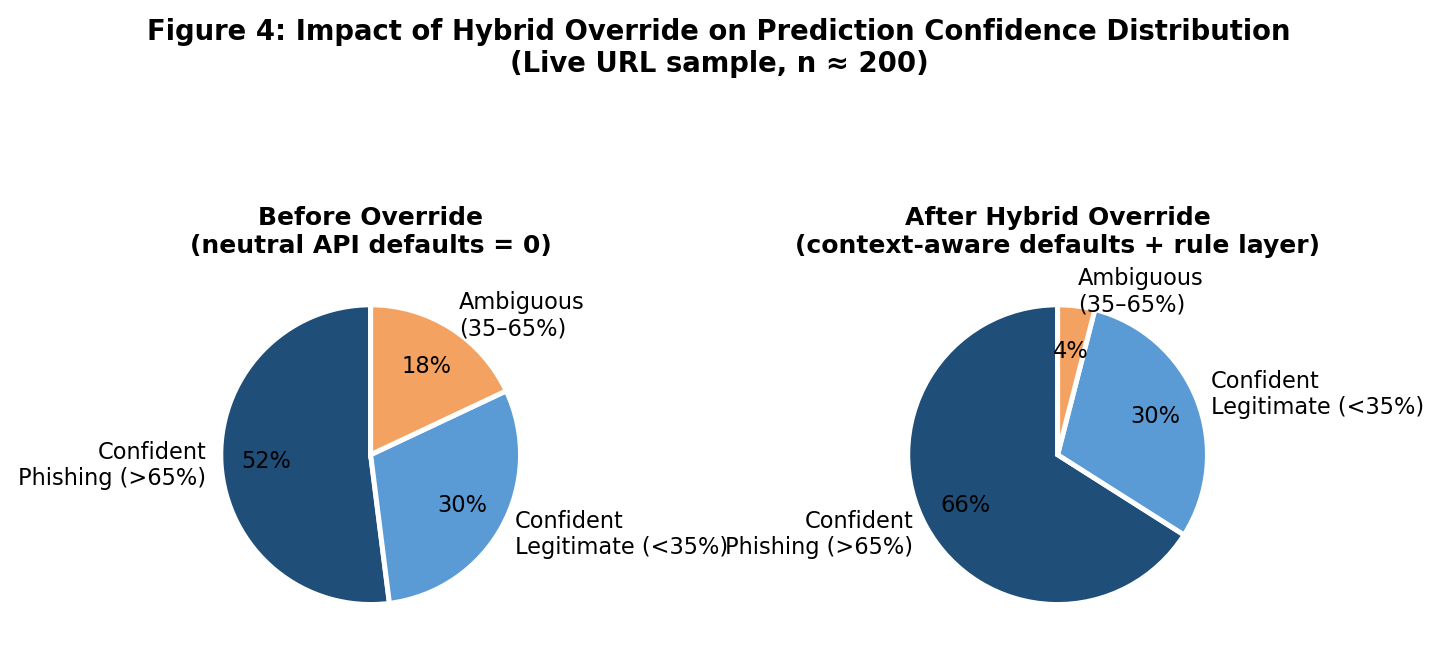 Figure 4: Impact of Hybrid Override on Prediction Confidence Distribution
(Live URL sample, n ≈ 200)
Before Override
(neutral API defaults = 0)
Ambiguous
(35–65%)
18%
Confident
Phishing (>65%)
52%
30%
Confident
Legitimate (<35%)
After Hybrid Override
(context-aware defaults + rule layer)
Ambiguous
(35–65%)
4%
Confident
Legitimate (<35%)
30%
66%
Confident
Phishing (>65%)